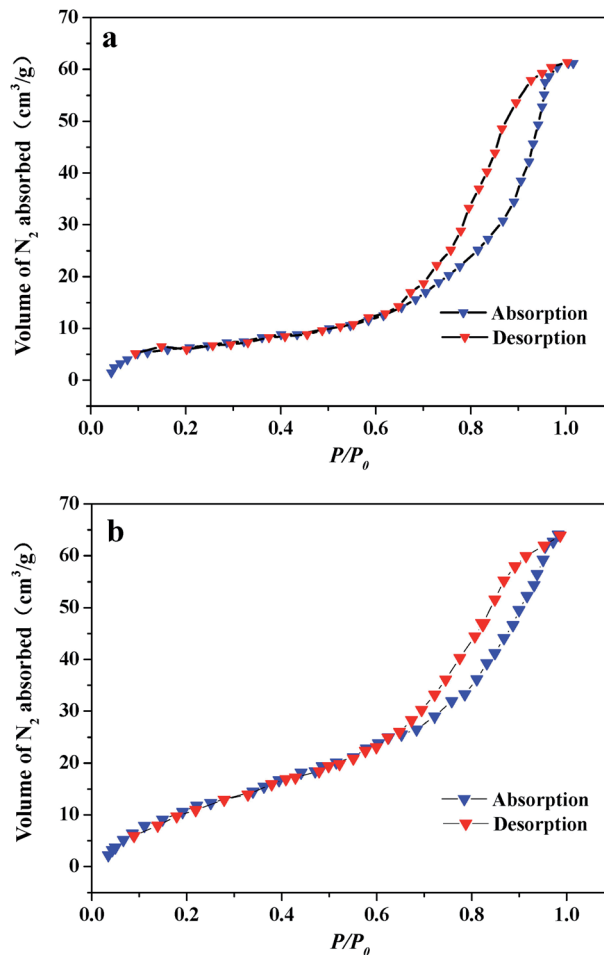 a
70
60
50
40
30
20
10
0
Volume of N₂ absorbed（cm³/g）
Absorption
Desorption
0.0 0.2 0.4 0.6 0.8 1.0
P/P₀
b
70
60
50
40
30
20
10
0
Volume of N₂ absorbed（cm³/g）
Absorption
Desorption
0.0 0.2 0.4 0.6 0.8 1.0
P/P₀